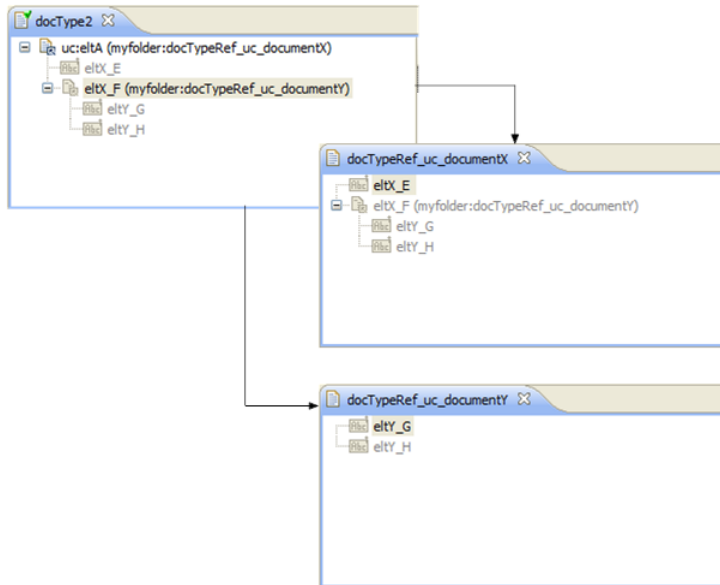 docType2
uc:eltA (myfolder:docTypeRef_uc_documentX)
eltX_E
eltX_F (myfolder:docTypeRef_uc_documentY)
eltY_G
eltY_H
docTypeRef_uc_documentX
eltX_E
eltX_F (myfolder:docTypeRef_uc_documentY)
eltY_G
eltY_H
docTypeRef_uc_documentY
eltY_G
eltY_H